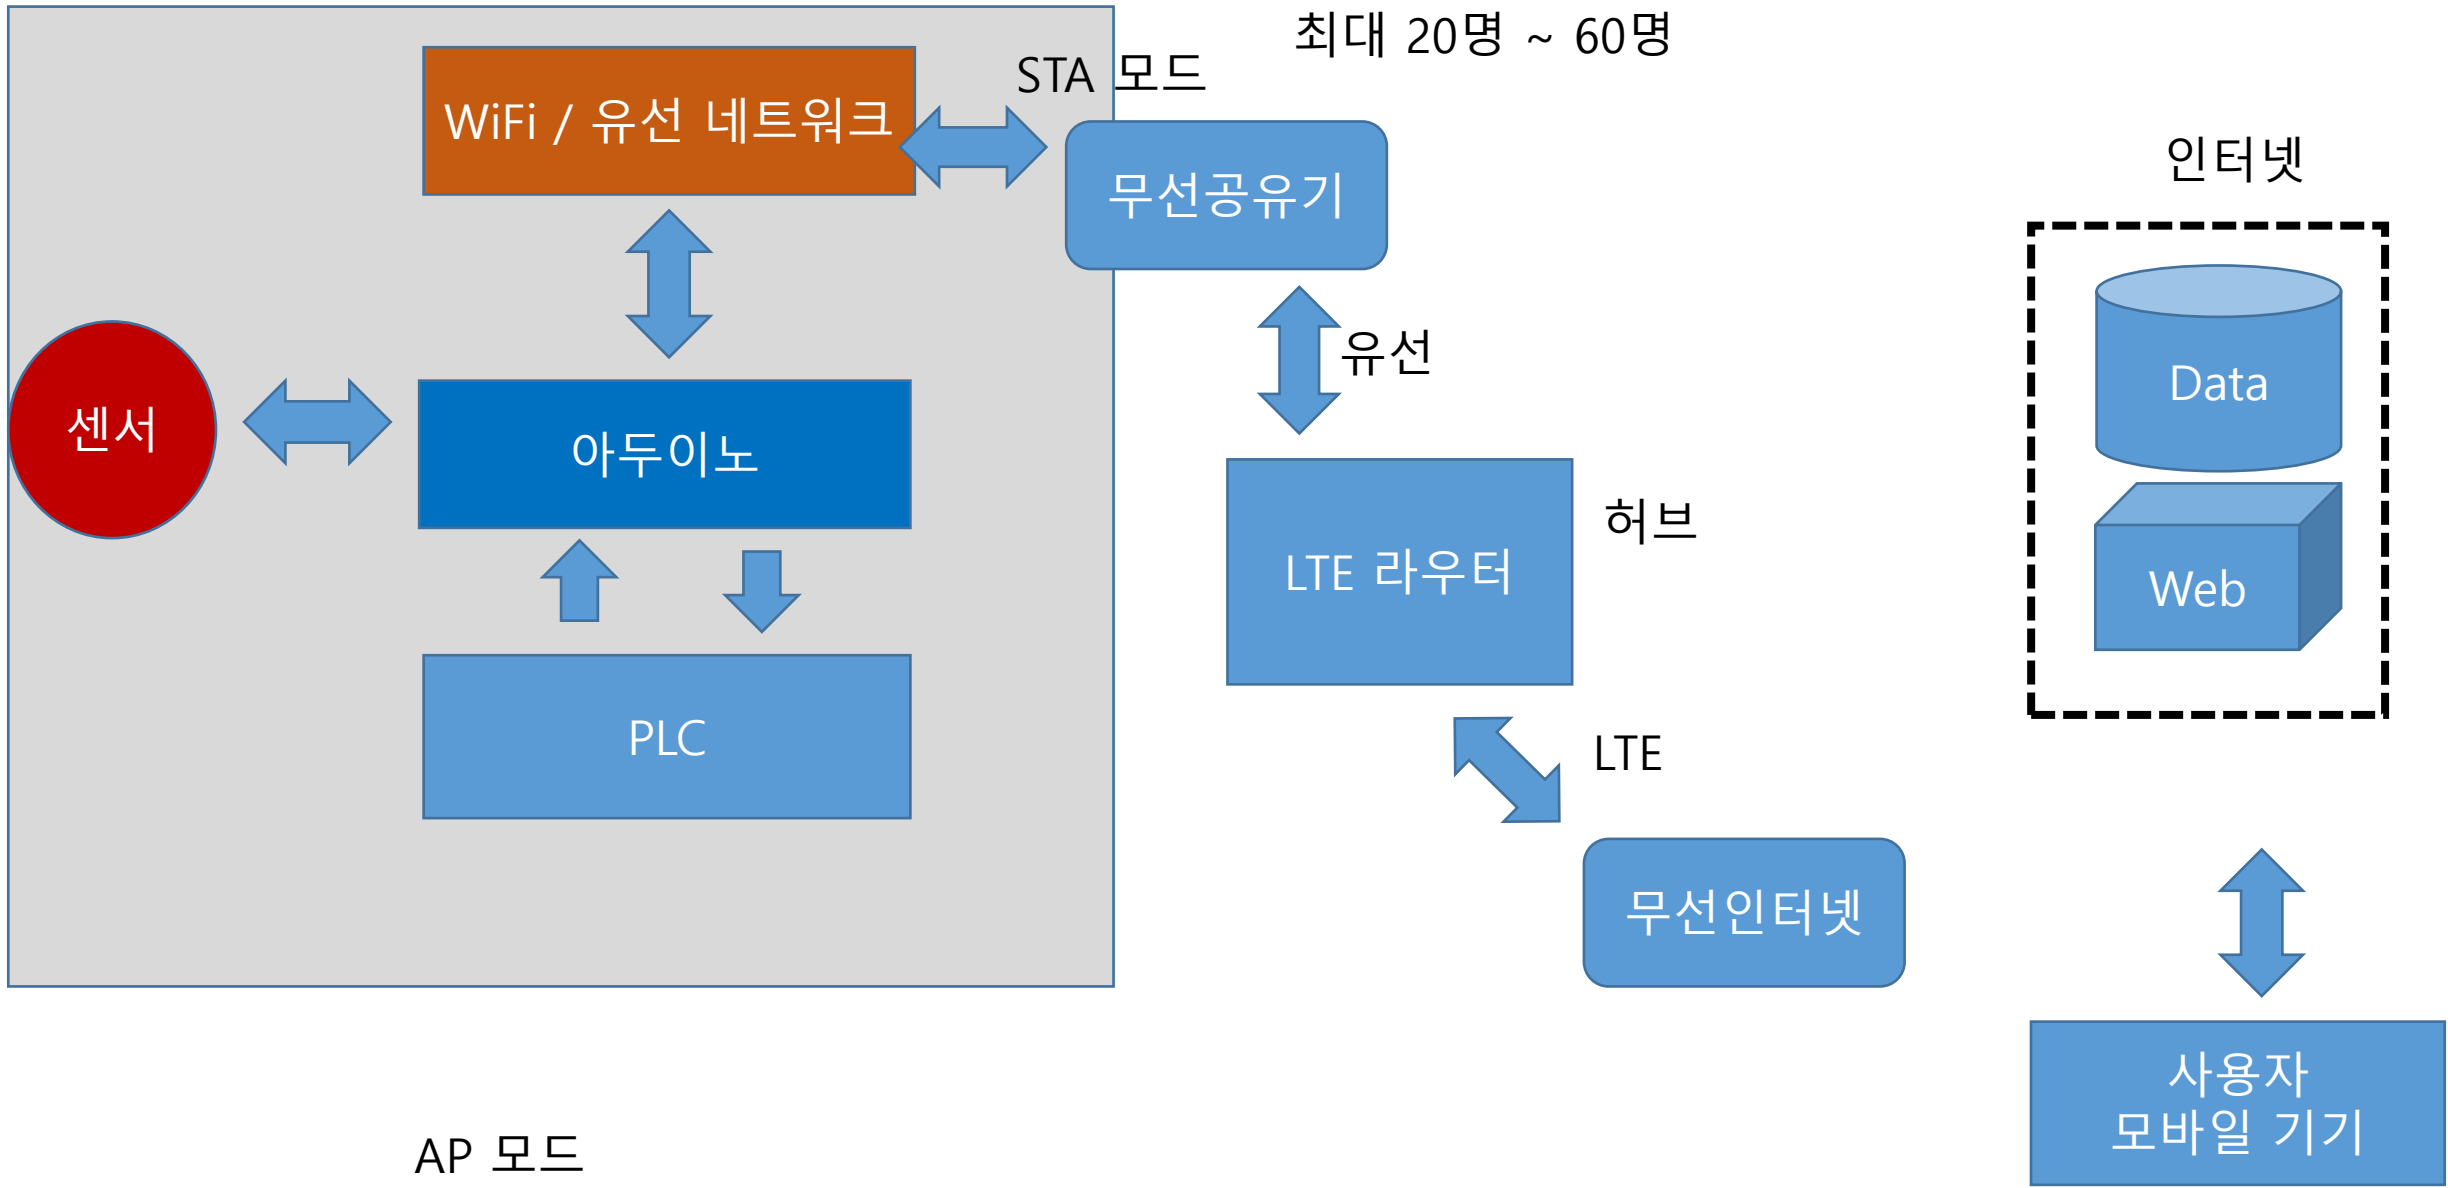 최대 20명 ~ 60명
STA 모드
WiFi / 유선 네트워크
무선공유기
인터넷
유선
Data
센서
아두이노
허브
LTE 라우터
Web
PLC
LTE
무선인터넷
사용자
모바일 기기
AP 모드